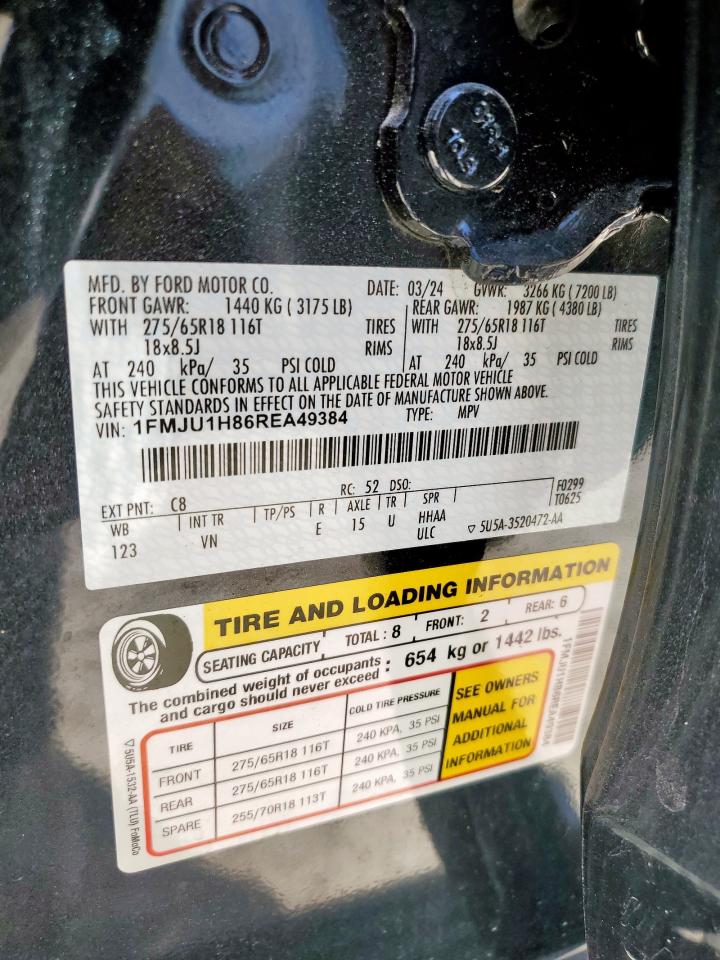 MFD. BY FORD MOTOR CO. DATE: 03/24 GVWR: 3266 KG ( 7200 LB)
FRONT GAWR: 1440 KG ( 3175 LB) REAR GAWR: 1987 KG ( 4380 LB)
WITH 275/65R18 116T TIRES WITH 275/65R18 116T TIRES
18x8.5J RIMS 18x8.5J RIMS
AT 240 kPa/ 35 PSI COLD AT 240 kPa/ 35 PSI COLD
THIS VEHICLE CONFORMS TO ALL APPLICABLE FEDERAL MOTOR VEHICLE
SAFETY STANDARDS IN EFFECT ON THE DATE OF MANUFACTURE SHOWN ABOVE.
VIN: 1FMJU1H86REA49384 TYPE: MPV
EXT PNT: C8 RC: 52 DSO: F0299
T0625
WB INT TR TP/PS R AXLE TR SPR
123 VN E 15 U HHAA
ULC 5U5A-3520472-AA
TIRE AND LOADING INFORMATION
SEATING CAPACITY TOTAL : 8 FRONT: 2 REAR: 6
The combined weight of occupants and cargo should never exceed : 654 kg or 1442 lbs.
TIRE SIZE COLD TIRE PRESSURE
FRONT 275/65R18 116T 240 KPA, 35 PSI
REAR 275/65R18 116T 240 KPA, 35 PSI
SPARE 255/70R18 113T 240 KPA, 35 PSI
SEE OWNERS
MANUAL FOR
ADDITIONAL
INFORMATION
5U5A-1532-AA (TLU) FoMoCo
1FMJU1H86REA49384